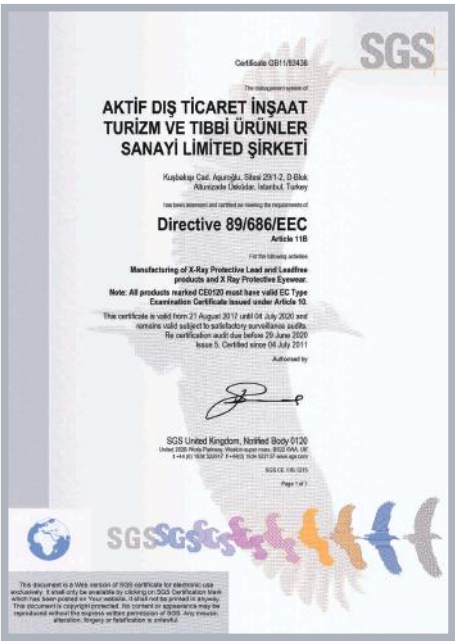 SGS
Certificate GB11/83436
The management system of
AKTİF DIŞ TİCARET İNŞAAT
TURİZM VE TIBBİ ÜRÜNLER
SANAYİ LİMİTED ŞİRKETİ
Kuşbakışı Cad. Aşuroğlu, Sitesi 29/1-2, D-Blok
Altunizade Üsküdar, İstanbul, Turkey
has been assessed and certified as meeting the requirements of
Directive 89/686/EEC
Article 11B
For the following activities
Manufacturing of X-Ray Protective Lead and Leadfree
products and X Ray Protective Eyewear.
Note: All products marked CE0120 must have valid EC Type
Examination Certificate issued under Article 10.
This certificate is valid from 21 August 2017 until 04 July 2020 and
remains valid subject to satisfactory surveillance audits.
Re certification audit due before 29 June 2020
Issue 5. Certified since 04 July 2011
Authorised by
SGS United Kingdom, Notified Body 0120
www.sgs.com
Page 1 of 1
SGSSGSSGS
This document is a Web version of SGS certificate for electronic use
exclusively. It shall only be available by clicking on SGS Certification Mark
which has been posted on Your website. It shall not be printed in anyway.
This document is copyright protected. No content or appearance may be
reproduced without the express written permission of SGS. Any misuse,
alteration, forgery or falsification is unlawful.